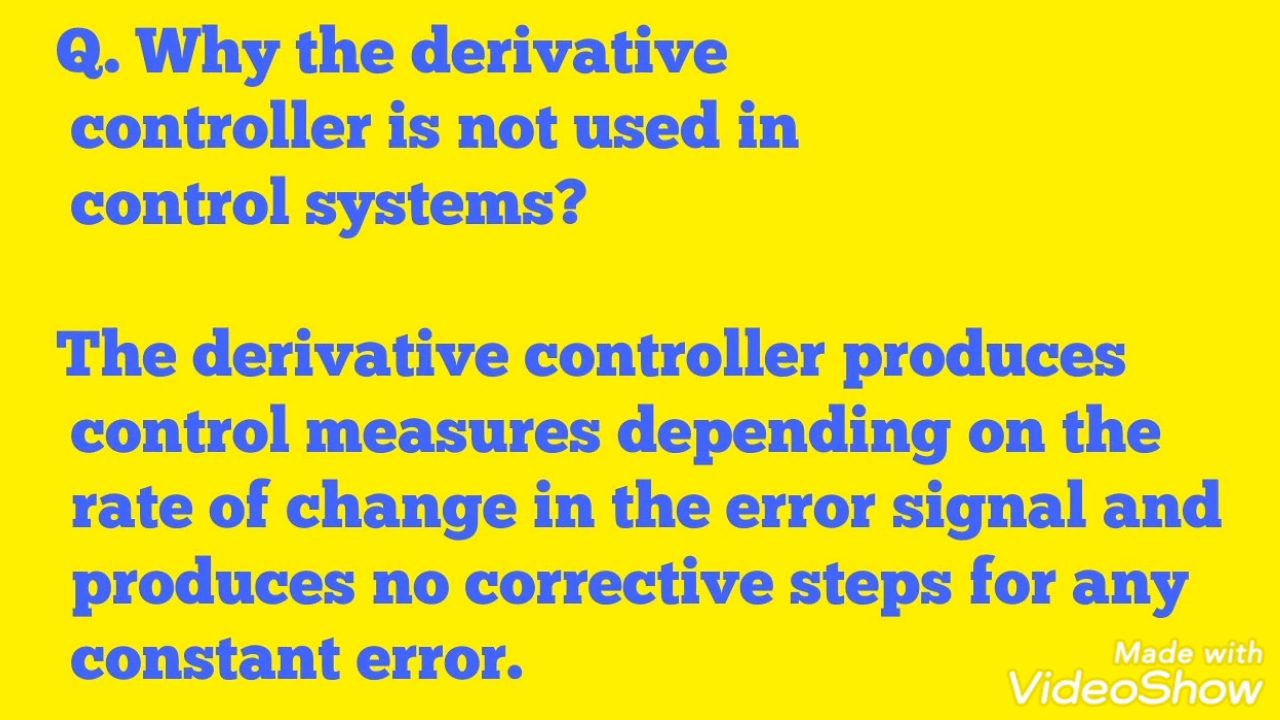 Q. Why the derivative
controller is not used in
control systems?
The derivative controller produces
control measures depending on the
rate of change in the error signal and
produces no corrective steps for any
constant error.
Made with
VideoShow